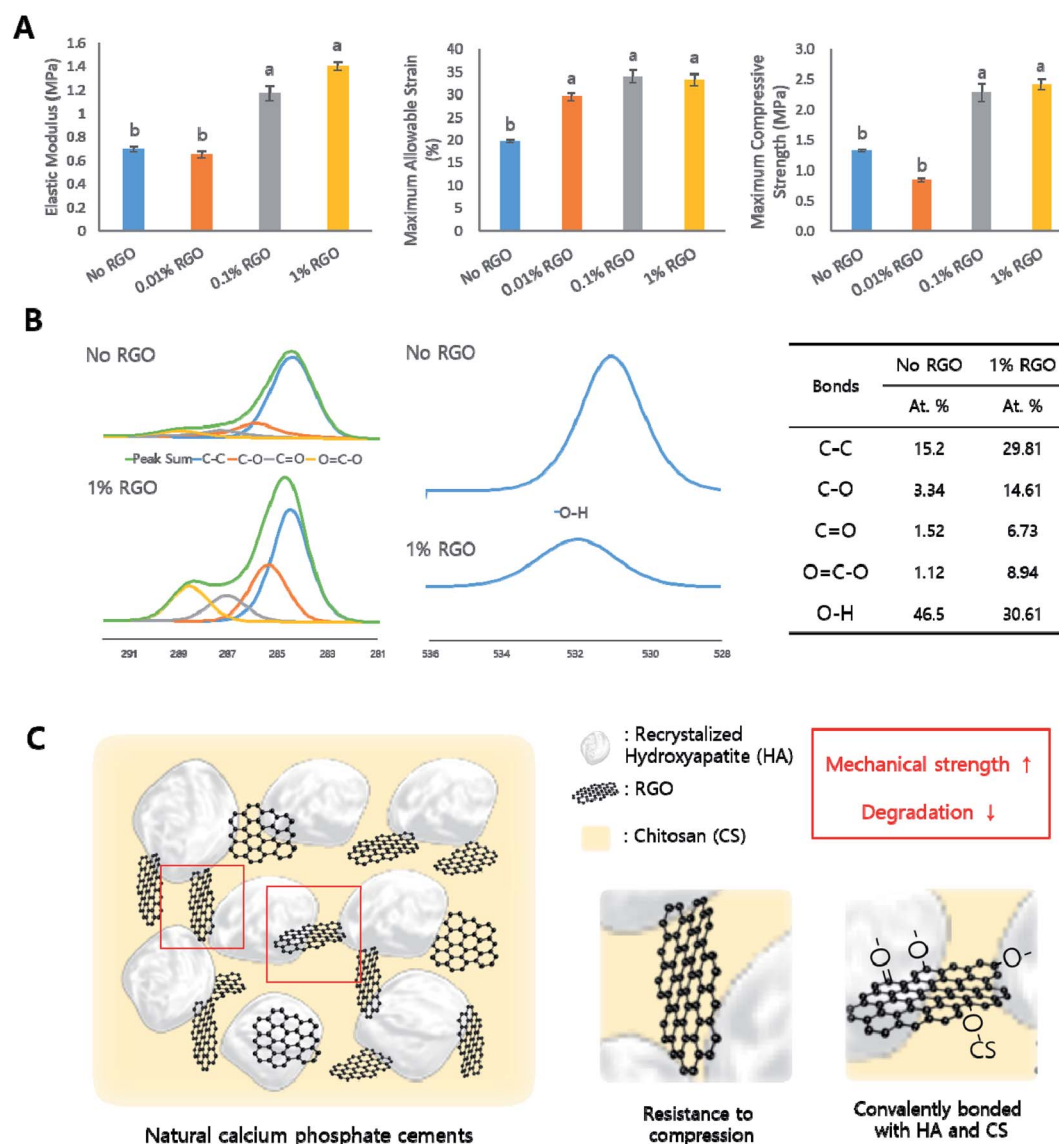 A
Elastic Modulus (MPa)
1.6
1.4
1.2
1
0.8
0.6
0.4
0.2
0
b
b
a
a
No RGO
0.01% RGO
0.1% RGO
1% RGO
Maximum Allowable Strain
(%)
40
35
30
25
20
15
10
5
0
b
a
a
a
No RGO
0.01% RGO
0.1% RGO
1% RGO
Maximum Compressive
Strength (MPa)
3.0
2.5
2.0
1.5
1.0
0.5
0.0
b
b
a
a
No RGO
0.01% RGO
0.1% RGO
1% RGO
B
No RGO
Peak Sum C-C C-O C=O O=C-O
1% RGO
291 289 287 285 283 281
No RGO
O-H
1% RGO
536 534 532 530 528
Bonds No RGO 1% RGO
At. % At. %
C-C 15.2 29.81
C-O 3.34 14.61
C=O 1.52 6.73
O=C-O 1.12 8.94
O-H 46.5 30.61
C
: Recrystalized
Hydroxyapatite (HA)
: RGO
: Chitosan (CS)
Mechanical strength ↑
Degradation ↓
O-
O-
O-
O
CS
Natural calcium phosphate cements
Resistance to
compression
Convalently bonded
with HA and CS